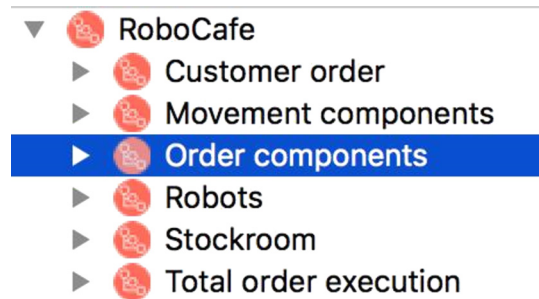 RoboCafe
Customer order
Movement components
Order components
Robots
Stockroom
Total order execution